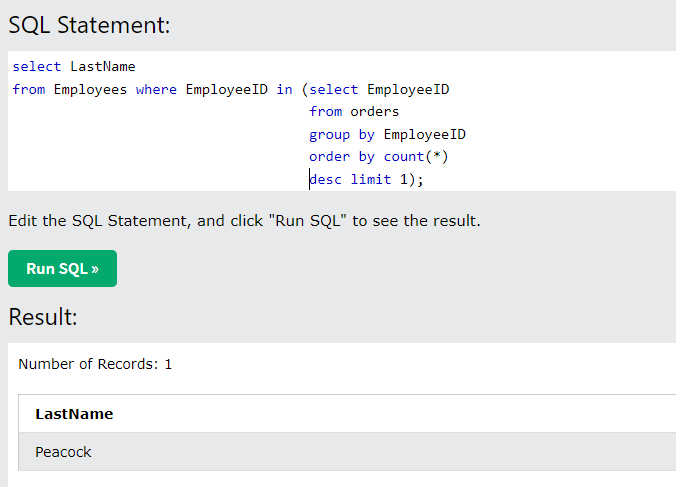 SQL Statement:
select LastName
from Employees where EmployeeID in (select EmployeeID
from orders
group by EmployeeID
order by count(*)
desc limit 1);
Edit the SQL Statement, and click "Run SQL" to see the result.
Run SQL »
Result:
Number of Records: 1
LastName
Peacock